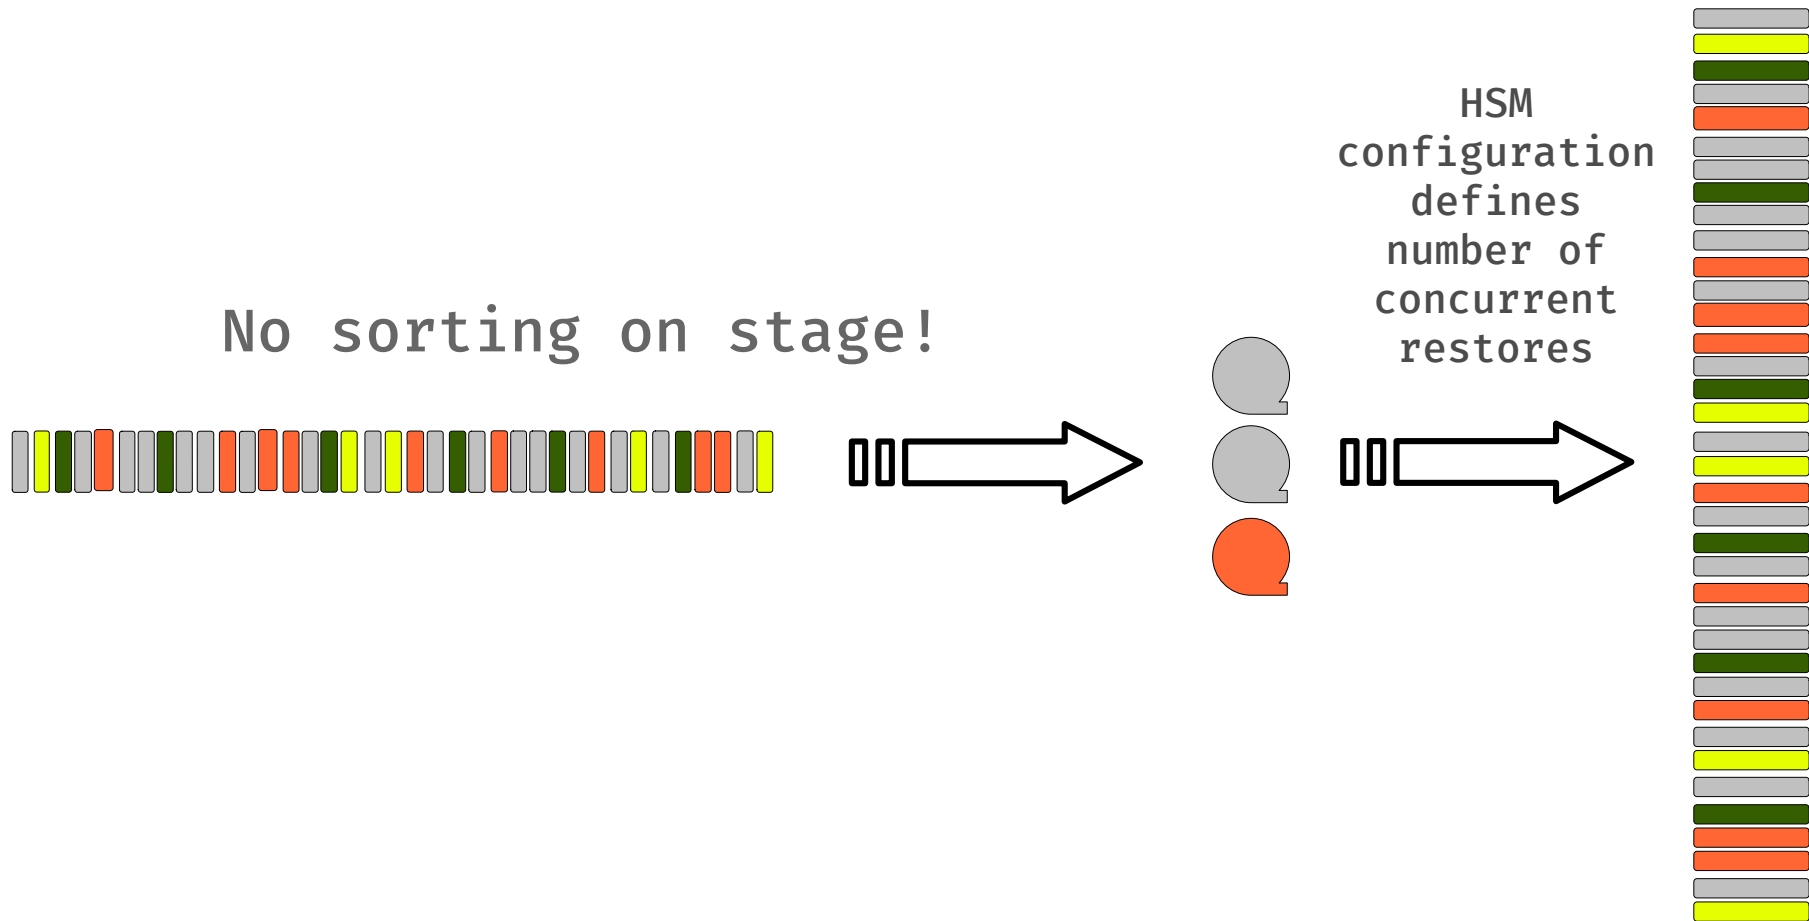 No sorting on stage!
HSM
configuration
defines
number of
concurrent
restores